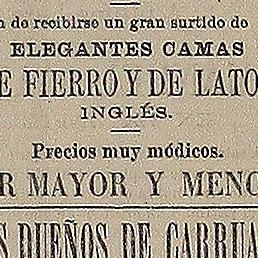 n de recibirse un gran surtido de
ELEGANTES CAMAS
E FIERRO Y DE LATO
INGLÉS.
Precios muy módicos.
R MAYOR Y MENO
S DUEÑOS DE CARRUA